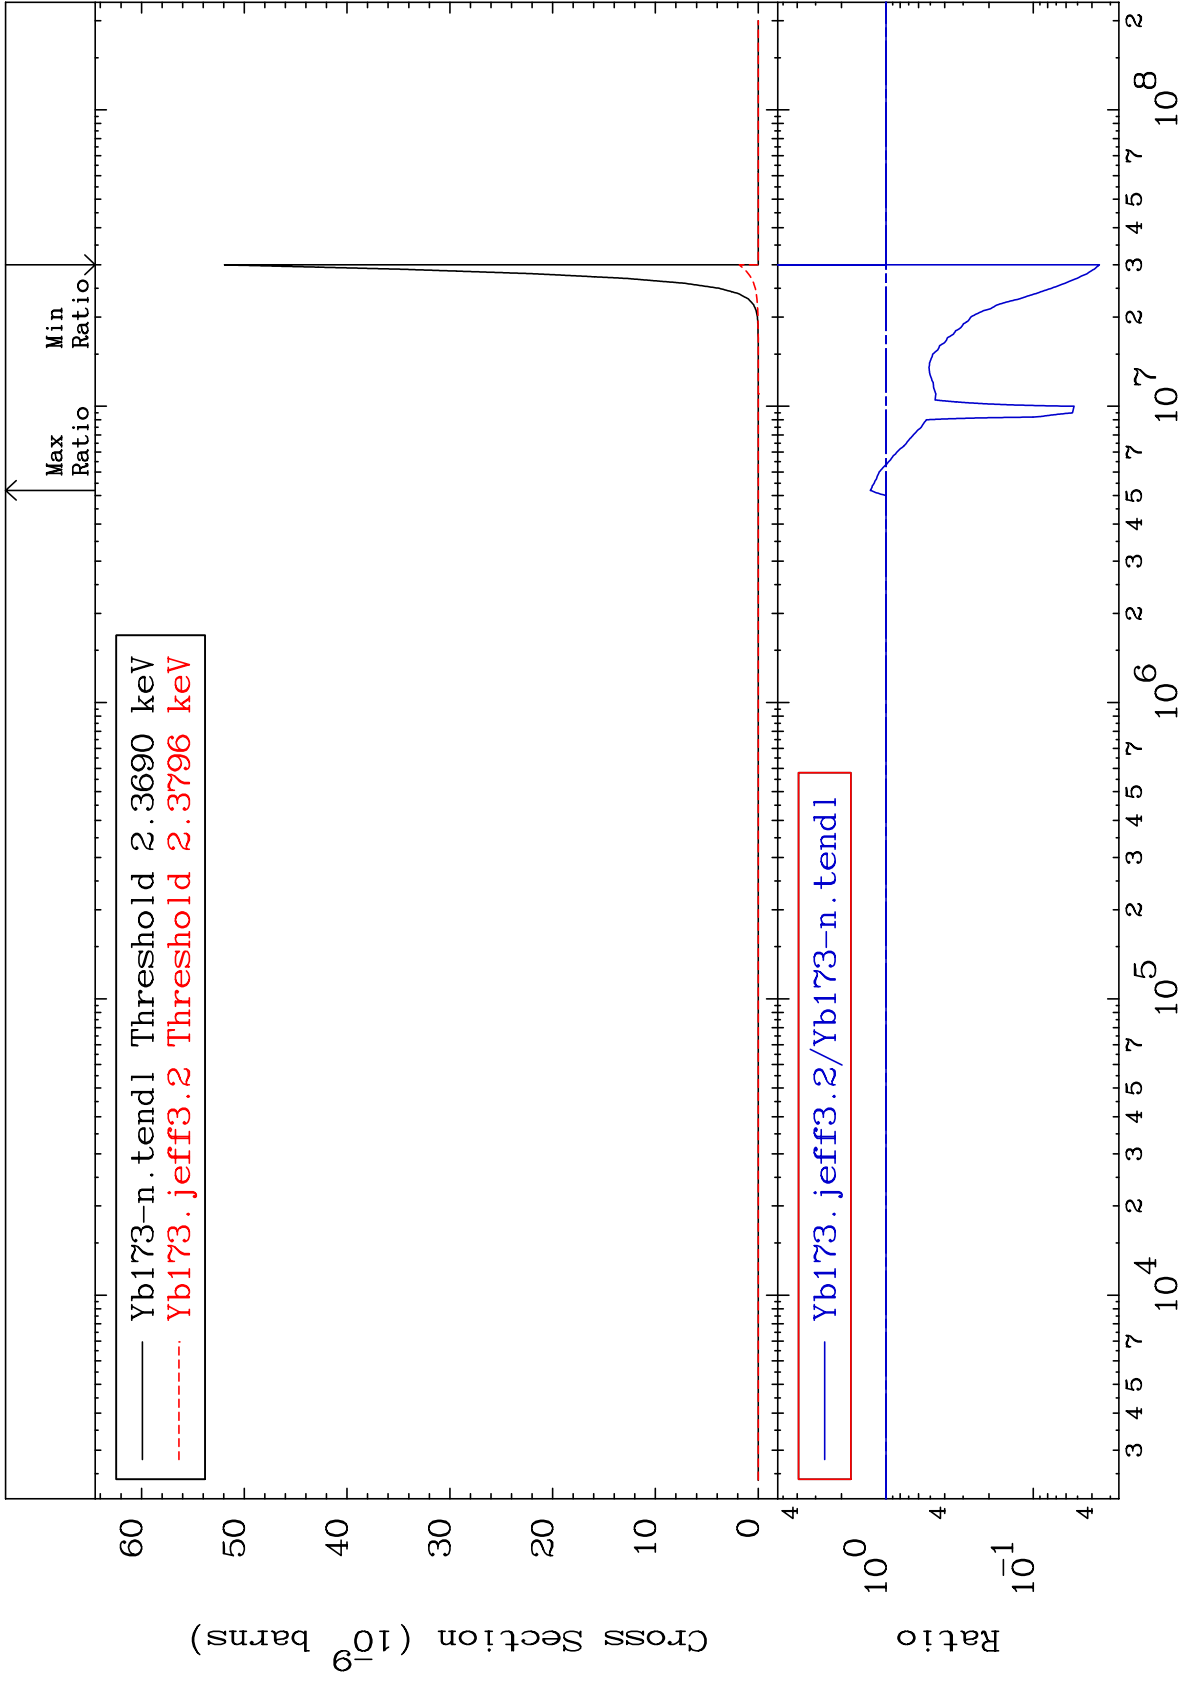 Max
Ratio
Min
Ratio
Yb173-n.tendl Threshold 2.3690 keV
Yb173.jeff3.2 Threshold 2.3796 keV
60
50
40
30
20
10
0
Cross Section (10⁻⁹ barns)
Yb173.jeff3.2/Yb173-n.tendl
4
10⁰
4
10⁻¹
4
Ratio
3 4 5 7 2 3 4 5 7 2 3 4 5 7 2 3 4 5 7 2 3 4 5 7 2
10⁴ 10⁵ 10⁶ 10⁷ 10⁸